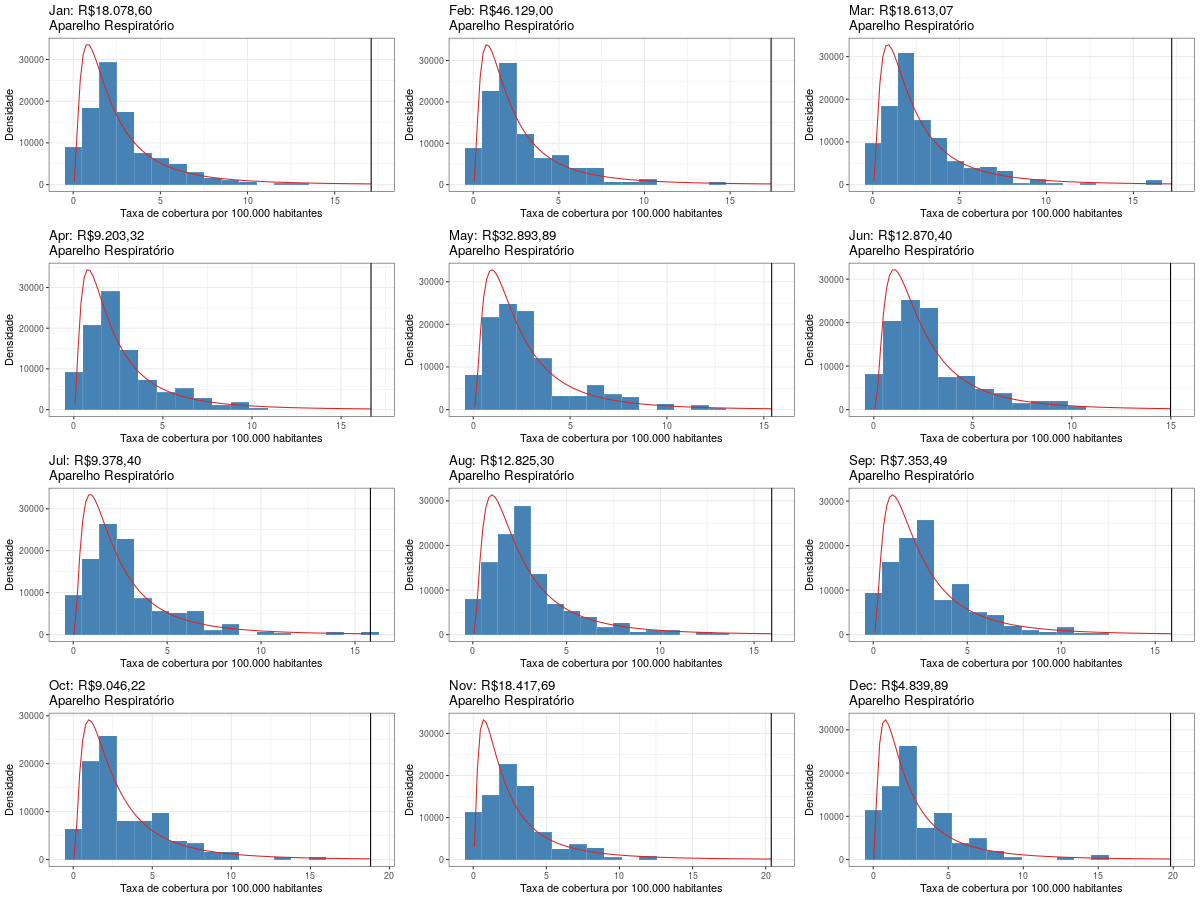 Jan: R$18.078,60
Aparelho Respiratório
Densidade
30000
20000
10000
0
0 5 10 15
Taxa de cobertura por 100.000 habitantes
Feb: R$46.129,00
Aparelho Respiratório
Densidade
30000
20000
10000
0
0 5 10 15
Taxa de cobertura por 100.000 habitantes
Mar: R$18.613,07
Aparelho Respiratório
Densidade
30000
20000
10000
0
0 5 10 15
Taxa de cobertura por 100.000 habitantes
Apr: R$9.203,32
Aparelho Respiratório
Densidade
30000
20000
10000
0
0 5 10 15
Taxa de cobertura por 100.000 habitantes
May: R$32.893,89
Aparelho Respiratório
Densidade
30000
20000
10000
0
0 5 10 15
Taxa de cobertura por 100.000 habitantes
Jun: R$12.870,40
Aparelho Respiratório
Densidade
30000
20000
10000
0
0 5 10 15
Taxa de cobertura por 100.000 habitantes
Jul: R$9.378,40
Aparelho Respiratório
Densidade
30000
20000
10000
0
0 5 10 15
Taxa de cobertura por 100.000 habitantes
Aug: R$12.825,30
Aparelho Respiratório
Densidade
30000
20000
10000
0
0 5 10 15
Taxa de cobertura por 100.000 habitantes
Sep: R$7.353,49
Aparelho Respiratório
Densidade
30000
20000
10000
0
0 5 10 15
Taxa de cobertura por 100.000 habitantes
Oct: R$9.046,22
Aparelho Respiratório
Densidade
30000
20000
10000
0
0 5 10 15 20
Taxa de cobertura por 100.000 habitantes
Nov: R$18.417,69
Aparelho Respiratório
Densidade
30000
20000
10000
0
0 5 10 15 20
Taxa de cobertura por 100.000 habitantes
Dec: R$4.839,89
Aparelho Respiratório
Densidade
30000
20000
10000
0
0 5 10 15 20
Taxa de cobertura por 100.000 habitantes